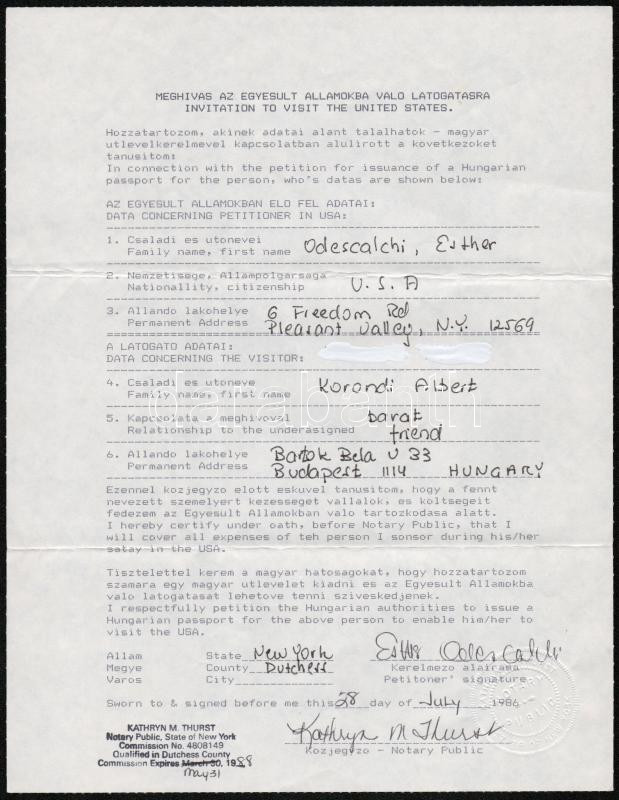 MEGHIVAS AZ EGYESULT ALLAMOKBA VALO LATOGATASRA
INVITATION TO VISIT THE UNITED STATES.
Hozzatartozom, akinek adatai alant talalhatok - magyar
utlevelkerelmevel kapcsolatban alulirott a kovetkezoket
tanusitom:
In connection with the petition for issuance of a Hungarian
passport for the person, who's datas are shown below:
AZ EGYESULT ALLAMOKBAN ELO FEL ADATAI:
DATA CONCERNING PETITIONER IN USA:
1. Csaladi es utonevei
Family name, first name Odescalchi, Esther
2. Nemzetisege, Allampolgarsaga
Nationallity, citizenship U.S.A
3. Allando lakohelye 6 Freedom Rd
Permanent Address Pleasant Valley, N.Y. 12569
A LATOGATO ADATAI:
DATA CONCERNING THE VISITOR:
4. Csaladi es utoneve
Family name, first name Korondi Albert
5. Kapcsolata a meghivoval barat
Relationship to the underasigned friend
6. Allando lakohelye Bartok Bela U 33
Permanent Address Budapest 1114 HUNGARY
Ezennel kozjegyzo elott eskuvel tanusitom, hogy a fennt
nevezett szemelyert kezesseget vallalok, es koltsegeit
fedezem az Egyesult Allamokban valo tartozkodasa alatt.
I hereby certify under oath, before Notary Public, that I
will cover all expenses of teh person I sonsor during his/her
satay in the USA.
Tisztelettel kerem a magyar hatosagokat, hogy hozzatartozom
szamara egy magyar utlevelet kiadni es az Egyesult Allamokba
valo latogatasat lehetove tenni sziveskedjenek.
I respectfully petition the Hungarian authorities to issue a
Hungarian passport for the above person to enable him/her to
visit the USA.
Allam State New York Esther Odescalchi
Megye County Dutchess Kerelmezo alairasa
Varos City Petitoner' signature
Sworn to & signed before me this 28 day of July 1986
KATHRYN M. THURST
Notary Public, State of New York
Commission No. 4808149
Qualified in Dutchess County
Commission Expires March 30, 1988
May 31
Kathryn M Thurst
Kozjegyzo - Notary Public